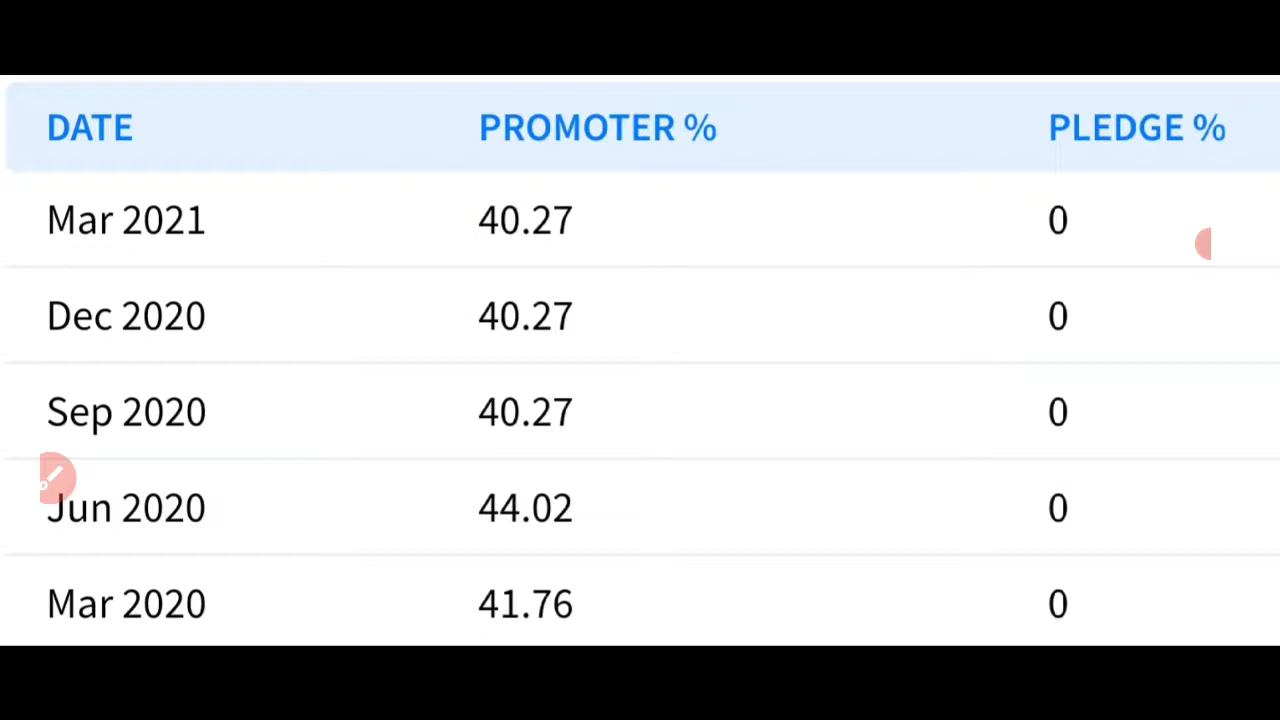 DATE PROMOTER % PLEDGE %
Mar 2021 40.27 0
Dec 2020 40.27 0
Sep 2020 40.27 0
Jun 2020 44.02 0
Mar 2020 41.76 0